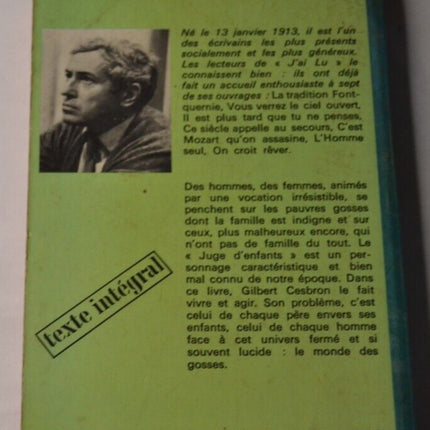 Né le 13 janvier 1913, il est l'un
des écrivains les plus présents
socialement et les plus généreux.
Les lecteurs de « J'ai Lu » le
connaissent bien : ils ont déjà
fait un accueil enthousiaste à sept
de ses ouvrages : La tradition Font-
quernie, Vous verrez le ciel ouvert,
Il est plus tard que tu ne penses,
Ce siècle appelle au secours, C'est
Mozart qu'on assasine, L'Homme
seul, On croit rêver.
Des hommes, des femmes, animés
par une vocation irrésistible, se
penchent sur les pauvres gosses
dont la famille est indigne et sur
ceux, plus malheureux encore, qui
n'ont pas de famille du tout. Le
« Juge d'enfants » est un per-
sonnage caractéristique et bien
mal connu de notre époque. Dans
ce livre, Gilbert Cesbron le fait
vivre et agir. Son problème, c'est
celui de chaque père envers ses
enfants, celui de chaque homme
face à cet univers fermé et si
souvent lucide : le monde des
gosses.
texte intégral